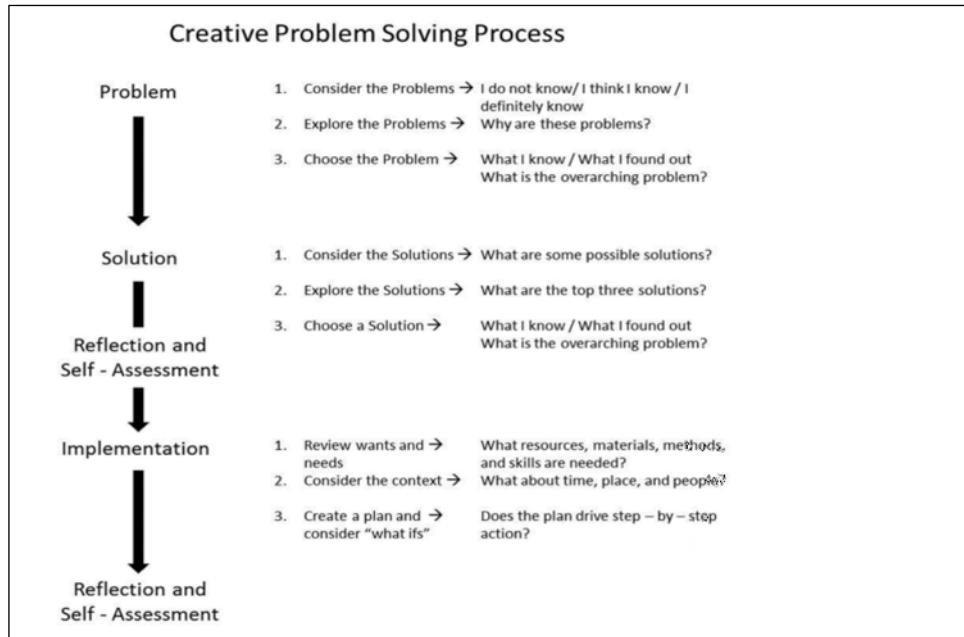 Creative Problem Solving Process
Problem
1. Consider the Problems → I do not know/ I think I know / I
definitely know
2. Explore the Problems → Why are these problems?
3. Choose the Problem → What I know / What I found out
What is the overarching problem?
Solution
1. Consider the Solutions → What are some possible solutions?
2. Explore the Solutions → What are the top three solutions?
3. Choose a Solution → What I know / What I found out
What is the overarching problem?
Reflection and
Self - Assessment
Implementation
1. Review wants and → What resources, materials, methods,
needs and skills are needed?
2. Consider the context → What about time, place, and people?
3. Create a plan and → Does the plan drive step – by – step
consider “what ifs” action?
Reflection and
Self - Assessment